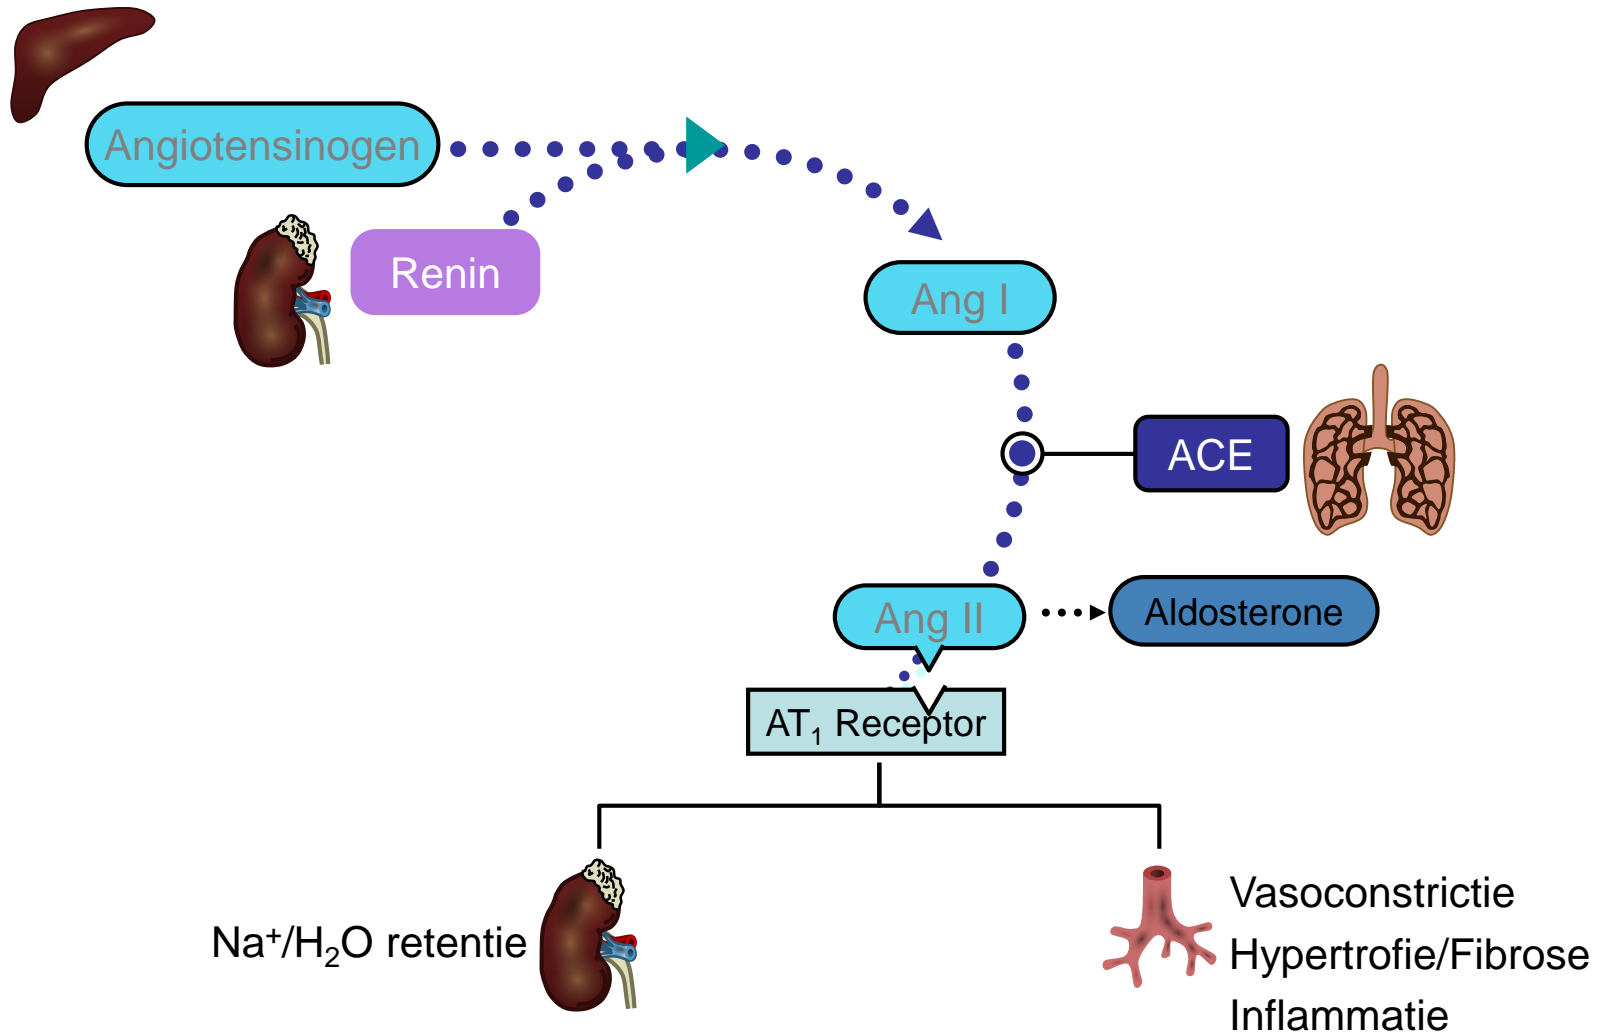 Angiotensinogen
Renin
Ang I
ACE
Ang II
Aldosterone
AT₁ Receptor
Na⁺/H₂O retentie
Vasoconstrictie
Hypertrofie/Fibrose
Inflammatie